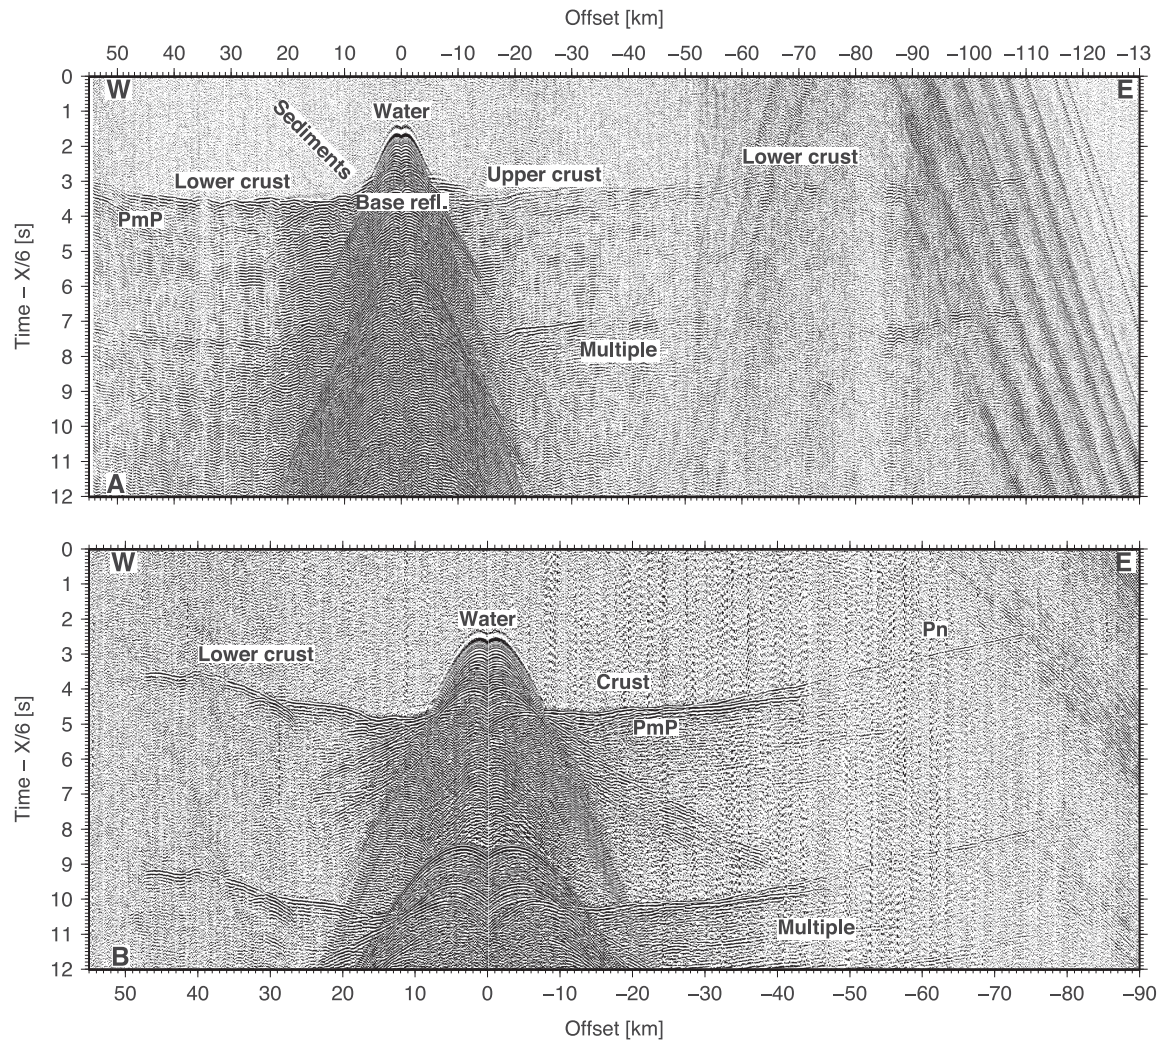 Offset [km]
50 40 30 20 10 0 –10 –20 –30 –40 –50 –60 –70 –80 –90 –100 –110 –120 –13
0
W
E
1
Sediments
Water
2
Lower crust
3
Lower crust
Upper crust
Base refl.
4
PmP
5
Time – X/6 [s]
6
7
Multiple
8
9
10
11
A
12
0
W
E
1
2
Water
Pn
3
Lower crust
4
Crust
5
PmP
6
Time – X/6 [s]
7
8
9
10
11
Multiple
B
12
50 40 30 20 10 0 –10 –20 –30 –40 –50 –60 –70 –80 –90
Offset [km]